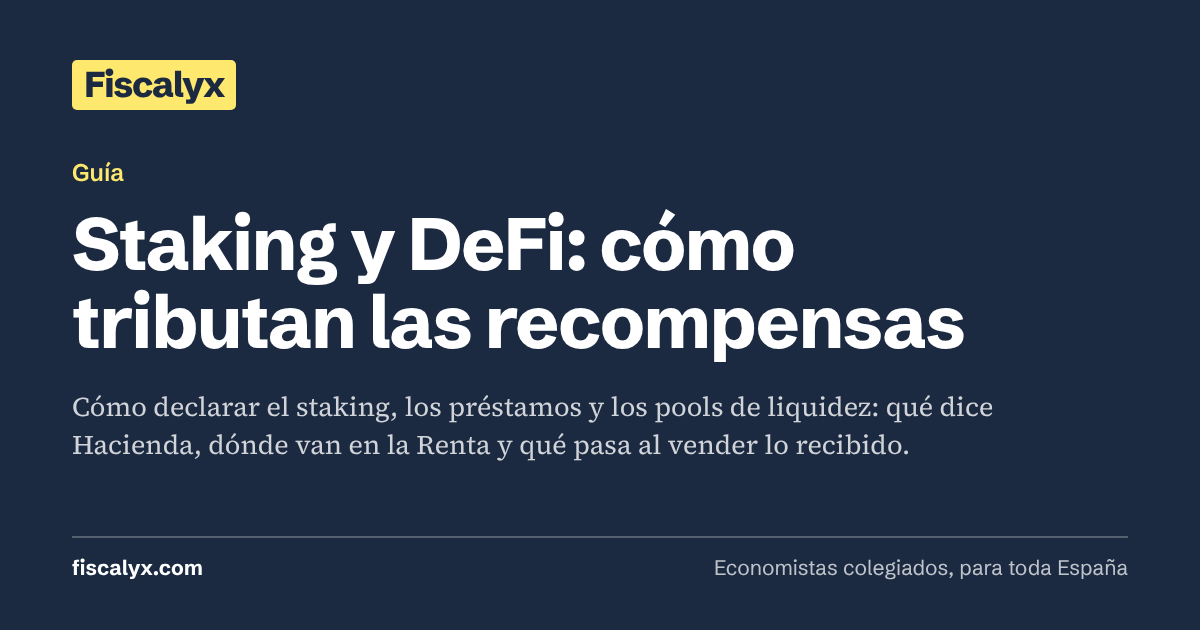 Fiscalyx
Guía
Staking y DeFi: cómo
tributan las recompensas
Cómo declarar el staking, los préstamos y los pools de liquidez: qué dice
Hacienda, dónde van en la Renta y qué pasa al vender lo recibido.
fiscalyx.com
Economistas colegiados, para toda España